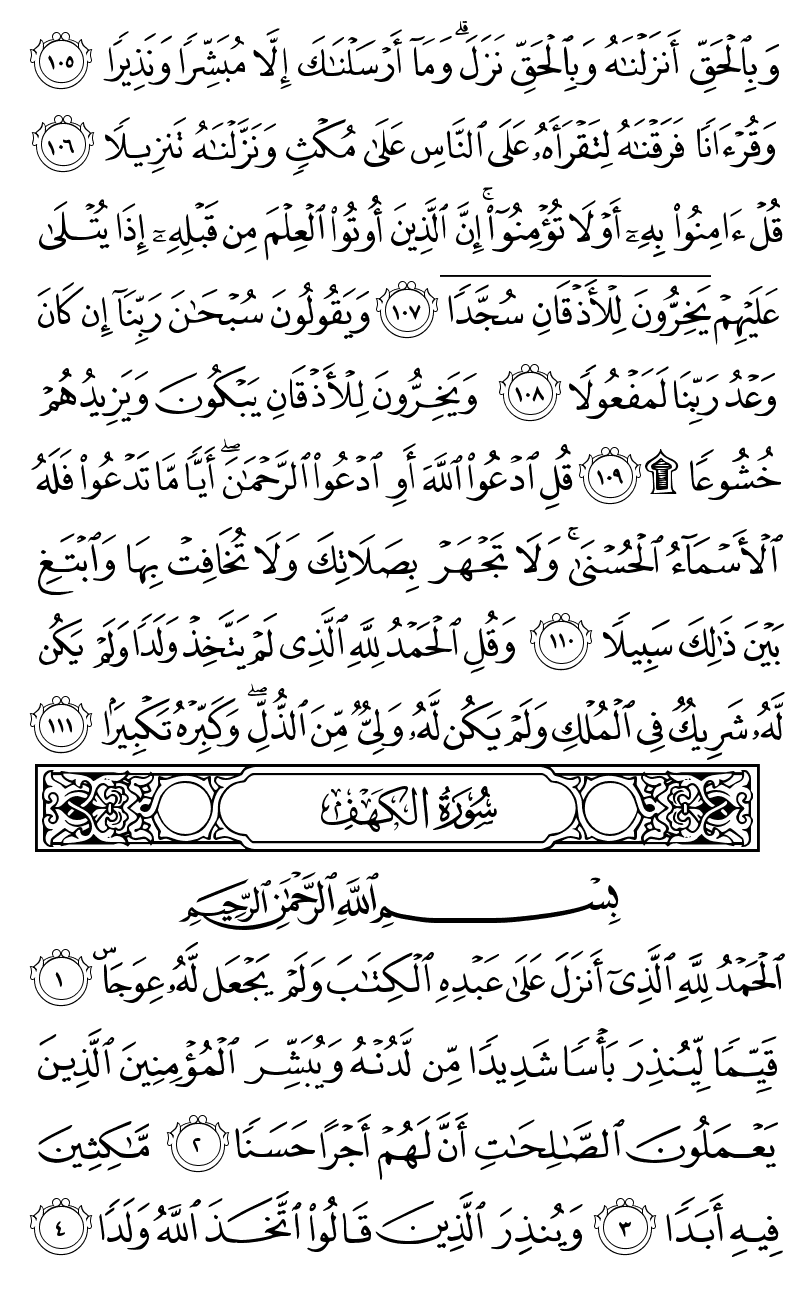 وَبِٱلۡحَقِّ أَنزَلۡنَٰهُ وَبِٱلۡحَقِّ نَزَلَۗ وَمَآ أَرۡسَلۡنَٰكَ إِلَّا مُبَشِّرٗا وَنَذِيرٗا ١٠٥
وَقُرۡءَانٗا فَرَقۡنَٰهُ لِتَقۡرَأَهُۥ عَلَى ٱلنَّاسِ عَلَىٰ مُكۡثٖ وَنَزَّلۡنَٰهُ تَنزِيلٗا ١٠٦
قُلۡ ءَامِنُواْ بِهِۦٓ أَوۡ لَا تُؤۡمِنُوٓاْۚ إِنَّ ٱلَّذِينَ أُوتُواْ ٱلۡعِلۡمَ مِن قَبۡلِهِۦٓ إِذَا يُتۡلَىٰ
عَلَيۡهِمۡ يَخِرُّونَۤ لِلۡأَذۡقَانِۤ سُجَّدٗاۤ ١٠٧ وَيَقُولُونَ سُبۡحَٰنَ رَبِّنَآ إِن كَانَ
وَعۡدُ رَبِّنَا لَمَفۡعُولٗا ١٠٨ وَيَخِرُّونَ لِلۡأَذۡقَانِ يَبۡكُونَ وَيَزِيدُهُمۡ
خُشُوعٗا ۩ ١٠٩ قُلِ ٱدۡعُواْ ٱللَّهَ أَوِ ٱدۡعُواْ ٱلرَّحۡمَٰنَۖ أَيّٗا مَّا تَدۡعُواْ فَلَهُ
ٱلۡأَسۡمَآءُ ٱلۡحُسۡنَىٰۚ وَلَا تَجۡهَرۡ بِصَلَاتِكَ وَلَا تُخَافِتۡ بِهَا وَٱبۡتَغِ
بَيۡنَ ذَٰلِكَ سَبِيلٗا ١١٠ وَقُلِ ٱلۡحَمۡدُ لِلَّهِ ٱلَّذِي لَمۡ يَتَّخِذۡ وَلَدٗا وَلَمۡ يَكُن
لَّهُۥ شَرِيكٞ فِي ٱلۡمُلۡكِ وَلَمۡ يَكُن لَّهُۥ وَلِيّٞ مِّنَ ٱلذُّلِّۖ وَكَبِّرۡهُ تَكۡبِيرَۢا ١١١
سُورَةُ الكَهۡفِ
بِسۡمِ ٱللَّهِ ٱلرَّحۡمَٰنِ ٱلرَّحِيمِ
ٱلۡحَمۡدُ لِلَّهِ ٱلَّذِيٓ أَنزَلَ عَلَىٰ عَبۡدِهِ ٱلۡكِتَٰبَ وَلَمۡ يَجۡعَل لَّهُۥ عِوَجَاۜ ١
قَيِّمٗا لِّيُنذِرَ بَأۡسٗا شَدِيدٗا مِّن لَّدُنۡهُ وَيُبَشِّرَ ٱلۡمُؤۡمِنِينَ ٱلَّذِينَ
يَعۡمَلُونَ ٱلصَّٰلِحَٰتِ أَنَّ لَهُمۡ أَجۡرًا حَسَنٗا ٢ مَّٰكِثِينَ
فِيهِ أَبَدٗا ٣ وَيُنذِرَ ٱلَّذِينَ قَالُواْ ٱتَّخَذَ ٱللَّهُ وَلَدٗا ٤